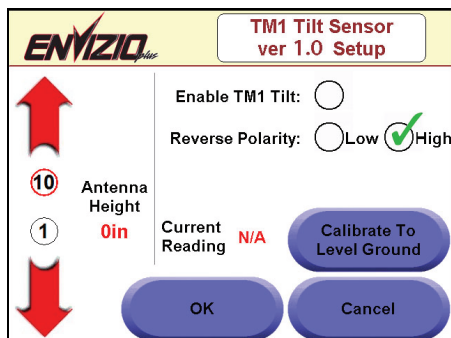 ENVIZIO plus
TM1 Tilt Sensor
ver 1.0 Setup
Enable TM1 Tilt:
Reverse Polarity: Low High
10
1
Antenna
Height
0in
Current
Reading
N/A
Calibrate To
Level Ground
OK
Cancel